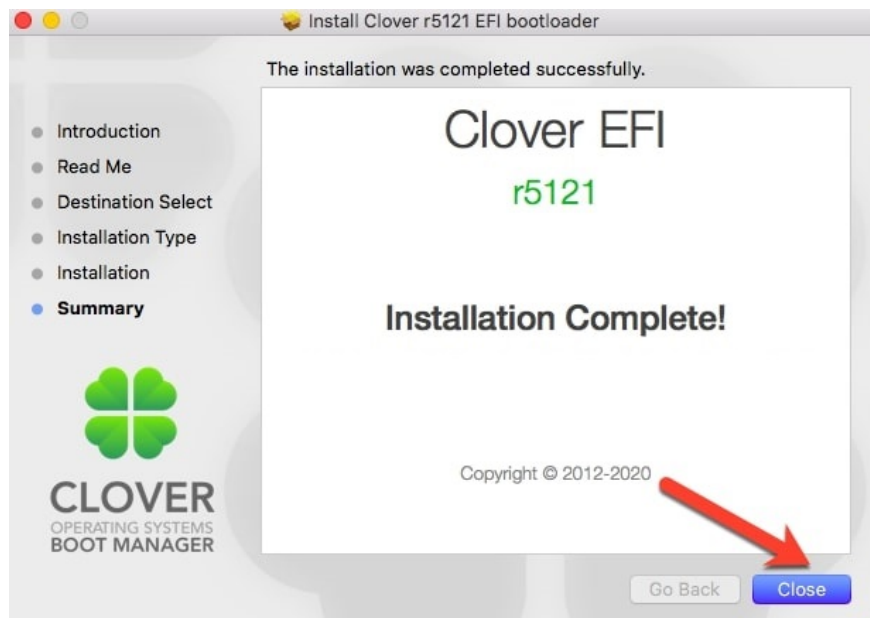 Install Clover r5121 EFI bootloader
The installation was completed successfully.
Introduction
Read Me
Destination Select
Installation Type
Installation
Summary
CLOVER
OPERATING SYSTEMS
BOOT MANAGER
Clover EFI
r5121
Installation Complete!
Copyright © 2012-2020
Go Back
Close